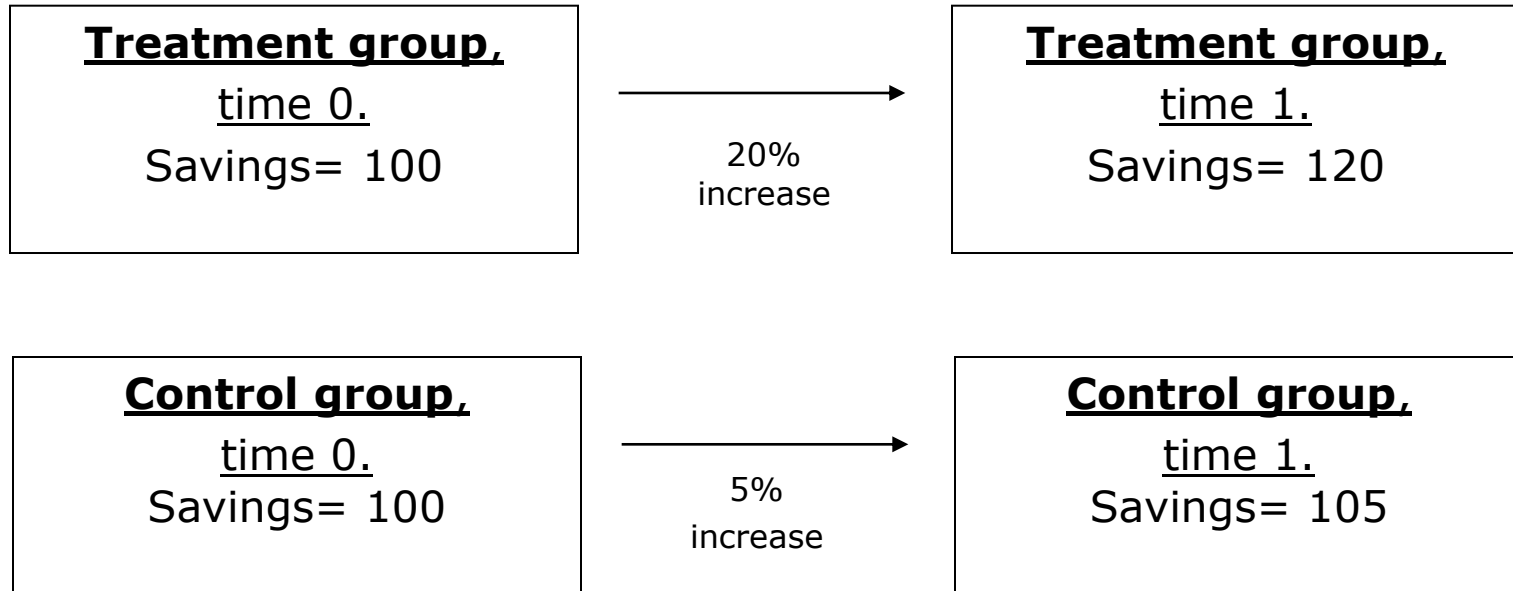 Treatment group,
time 0.
Savings= 100
20%
increase
Treatment group,
time 1.
Savings= 120
Control group,
time 0.
Savings= 100
5%
increase
Control group,
time 1.
Savings= 105